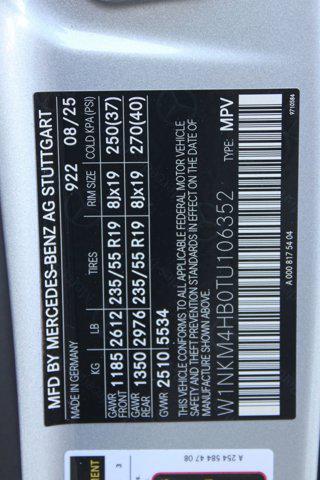 MFD BY MERCEDES-BENZ AG STUTTGART
922 08/25
KG LB TIRES RIM SIZE COLD KPA(PSI)
GAWR FRONT 1185 2612 235/55 R19 8Jx19 250(37)
GAWR REAR 1350 2976 235/55 R19 8Jx19 270(40)
GVWR 2510 5534
THIS VEHICLE CONFORMS TO ALL APPLICABLE FEDERAL MOTOR VEHICLE
SAFETY AND THEFT PREVENTION STANDARDS IN EFFECT ON THE DATE OF
MANUFACTURE SHOWN ABOVE.
W1NKM4HB0TU106352 TYPE: MPV
A 000 817 54 04
9710584
A 254 584 47 08
3